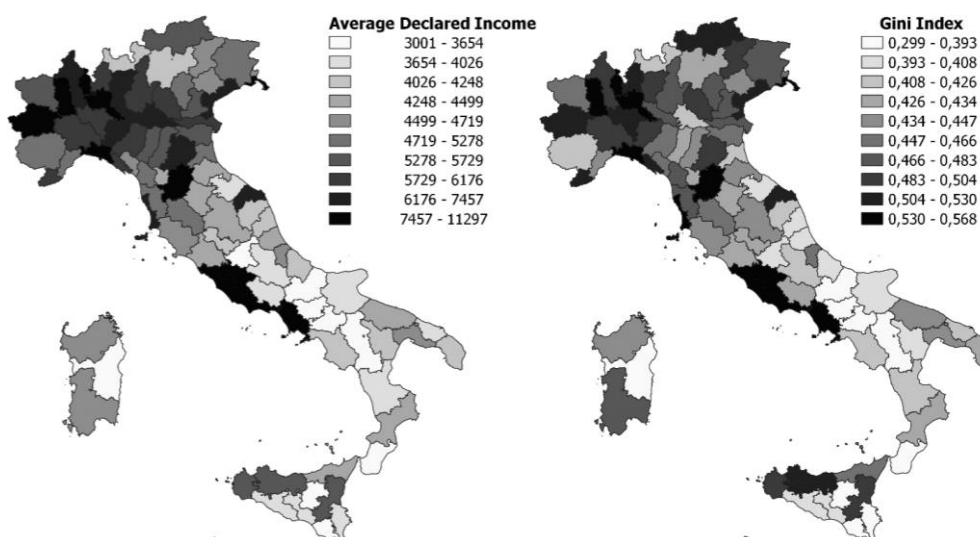 Average Declared Income
3001 - 3654
3654 - 4026
4026 - 4248
4248 - 4499
4499 - 4719
4719 - 5278
5278 - 5729
5729 - 6176
6176 - 7457
7457 - 11297
Gini Index
0,299 - 0,393
0,393 - 0,408
0,408 - 0,426
0,426 - 0,434
0,434 - 0,447
0,447 - 0,466
0,466 - 0,483
0,483 - 0,504
0,504 - 0,530
0,530 - 0,568